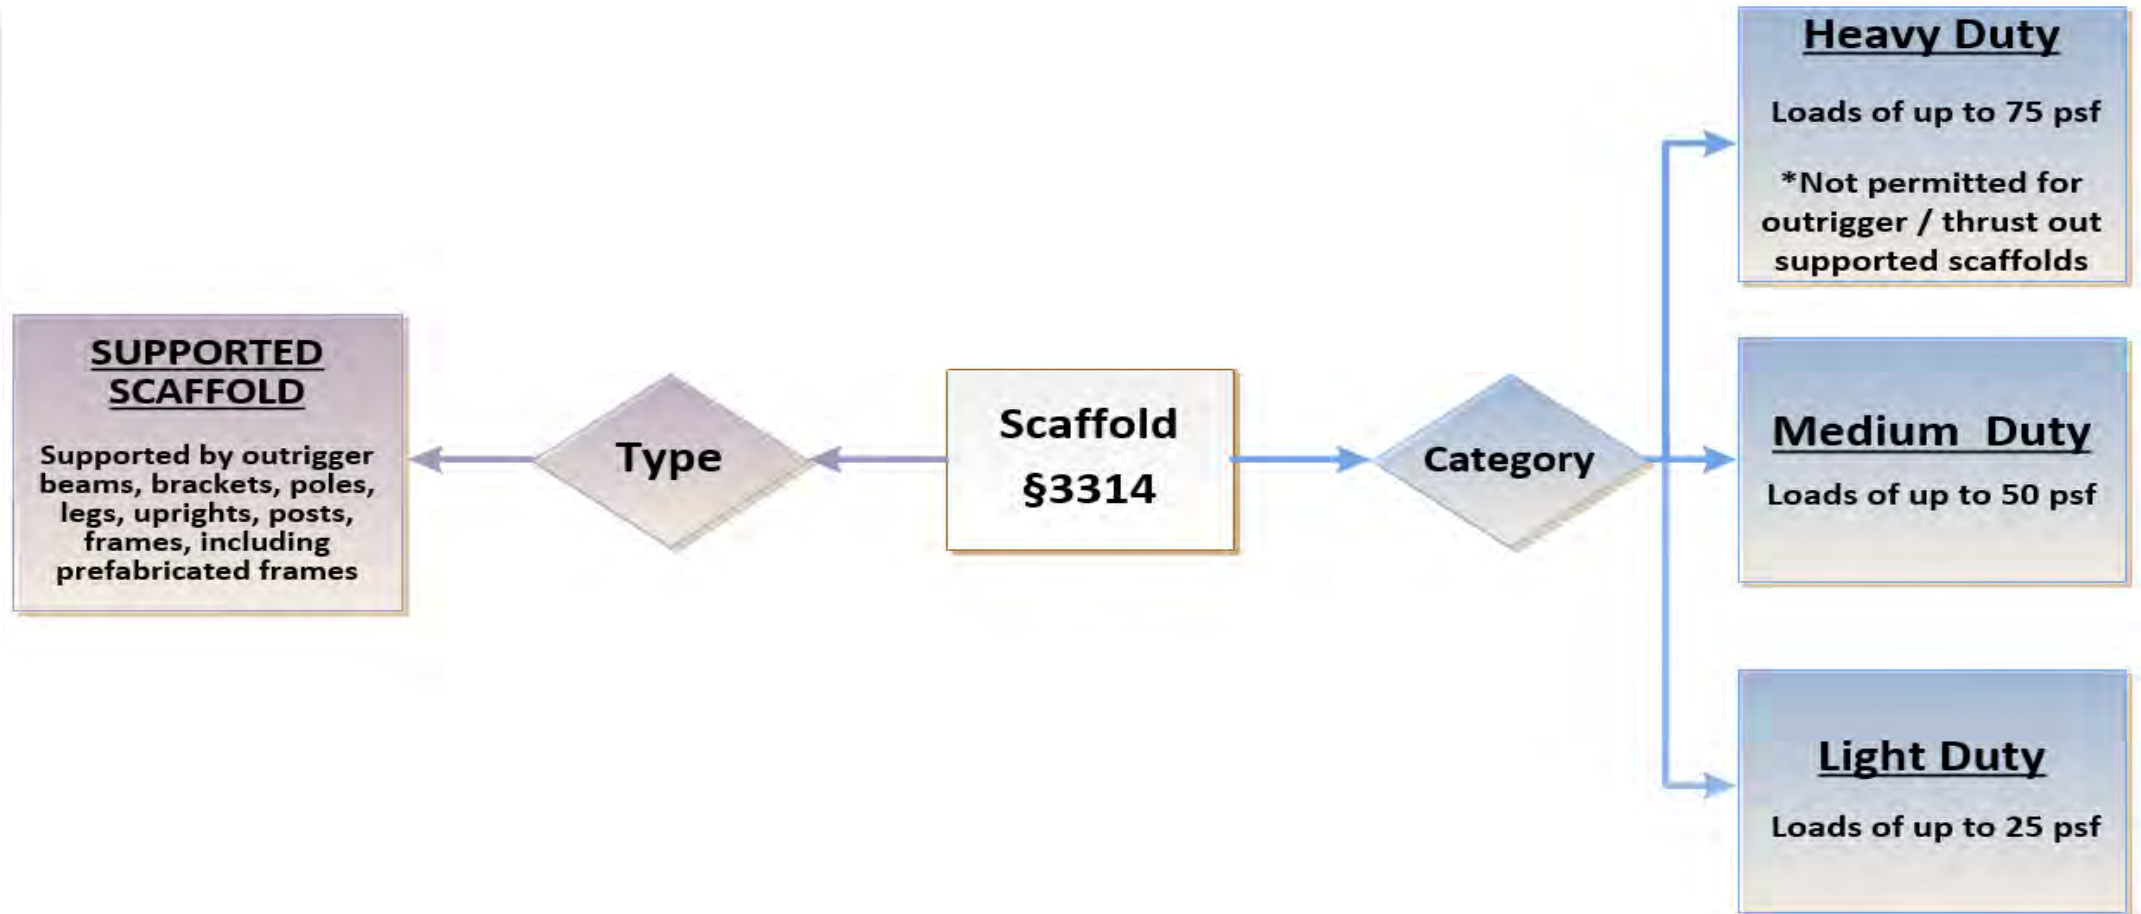 SUPPORTED
SCAFFOLD
Supported by outrigger
beams, brackets, poles,
legs, uprights, posts,
frames, including
prefabricated frames
Type
Scaffold
§3314
Category
Heavy Duty
Loads of up to 75 psf
*Not permitted for
outrigger / thrust out
supported scaffolds
Medium Duty
Loads of up to 50 psf
Light Duty
Loads of up to 25 psf